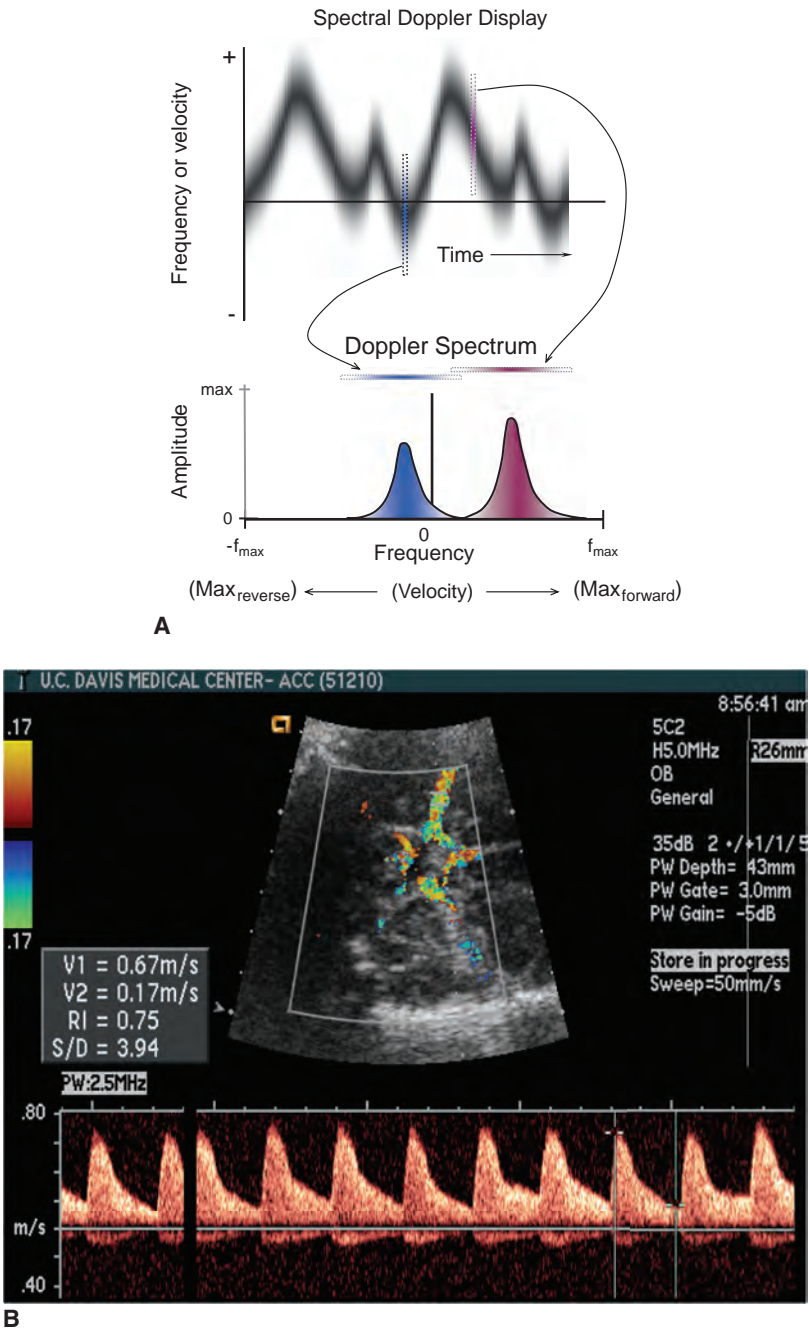 Spectral Doppler Display
+
Frequency or velocity
Time
-
Doppler Spectrum
max
Amplitude
0
-fmax
0
fmax
Frequency
(Maxreverse)
(Velocity)
(Maxforward)
A
U.C. DAVIS MEDICAL CENTER- ACC (51210)
8:56:41 am
.17
5C2
H5.0MHz R26mm
OB
General
35dB 2 +/+1/1/5
PW Depth= 43mm
PW Gate= 3.0mm
PW Gain= -5dB
.17
Store in progress
Sweep=50mm/s
V1 = 0.67m/s
V2 = 0.17m/s
RI = 0.75
S/D = 3.94
PW:2.5MHz
.80
m/s
.40
B